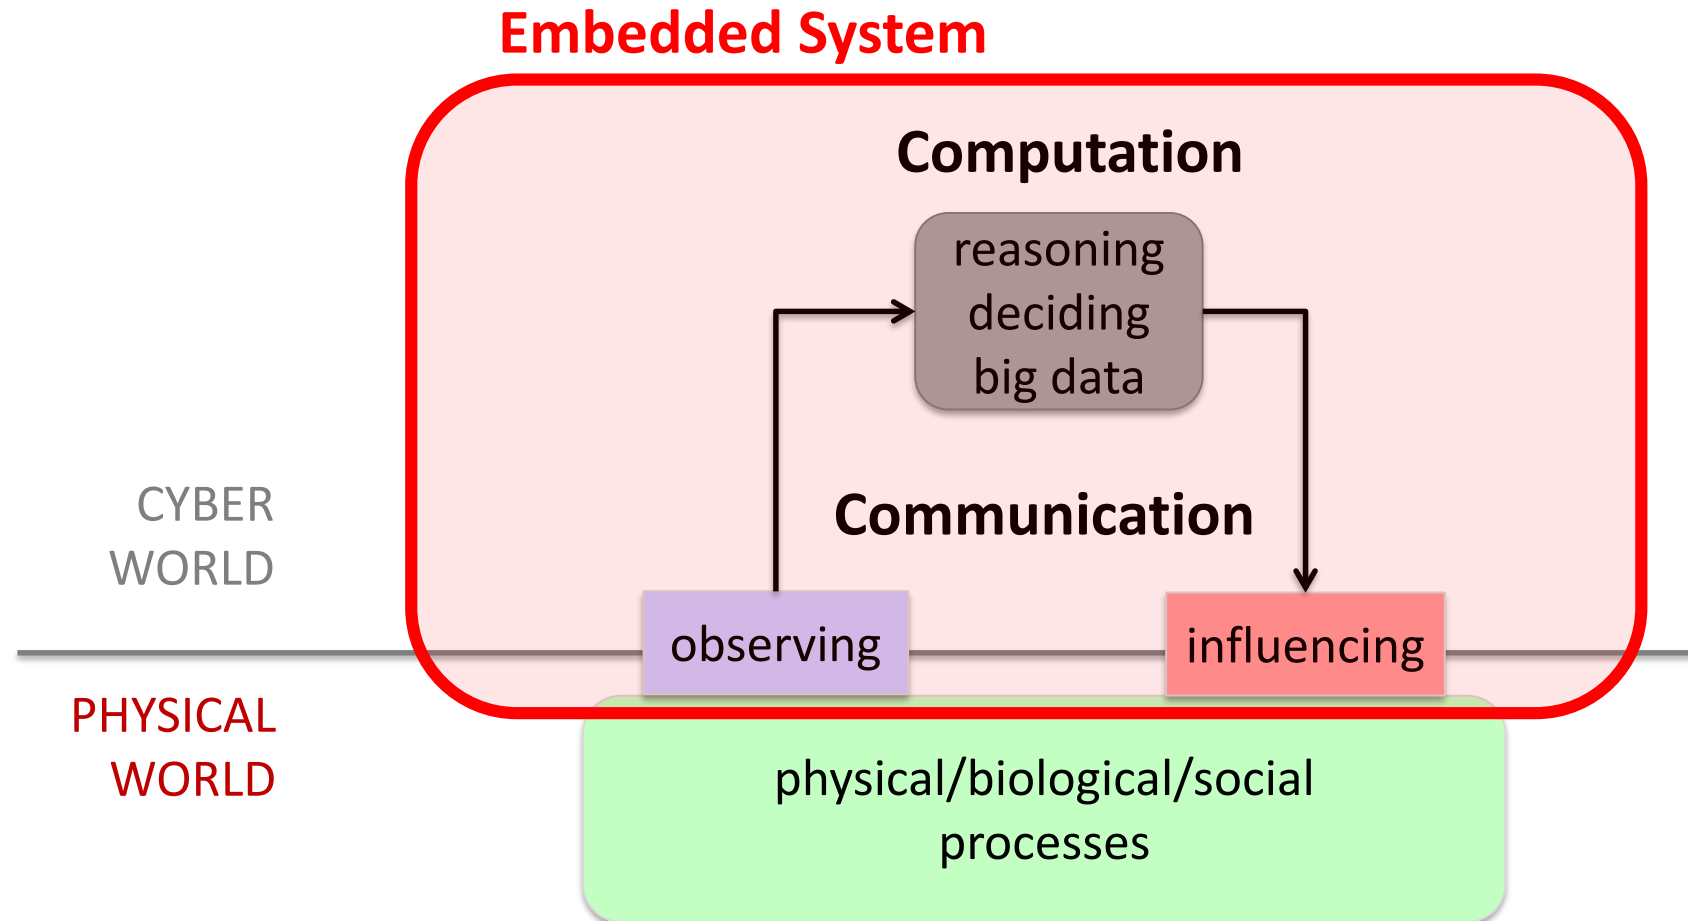 Embedded System
Computation
reasoning
deciding
big data
Communication
CYBER
WORLD
observing
influencing
PHYSICAL
WORLD
physical/biological/social
processes